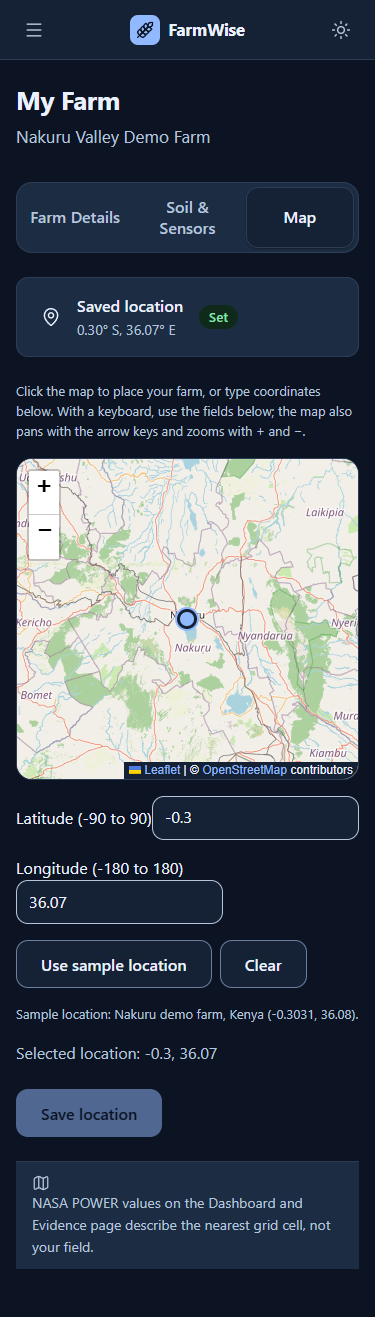 FarmWise
My Farm
Nakuru Valley Demo Farm
Farm Details
Soil &
Sensors
Map
Saved location
0.30° S, 36.07° E
Set
Click the map to place your farm, or type coordinates
below. With a keyboard, use the fields below; the map also
pans with the arrow keys and zooms with + and −.
+
−
Laikipia
Kericho
Nyeri
Nakuru
Nyandarua
Bomet
Kiambu
Leaflet | © OpenStreetMap contributors
Latitude (-90 to 90)
-0.3
Longitude (-180 to 180)
36.07
Use sample location
Clear
Sample location: Nakuru demo farm, Kenya (-0.3031, 36.08).
Selected location: -0.3, 36.07
Save location
NASA POWER values on the Dashboard and
Evidence page describe the nearest grid cell, not
your field.